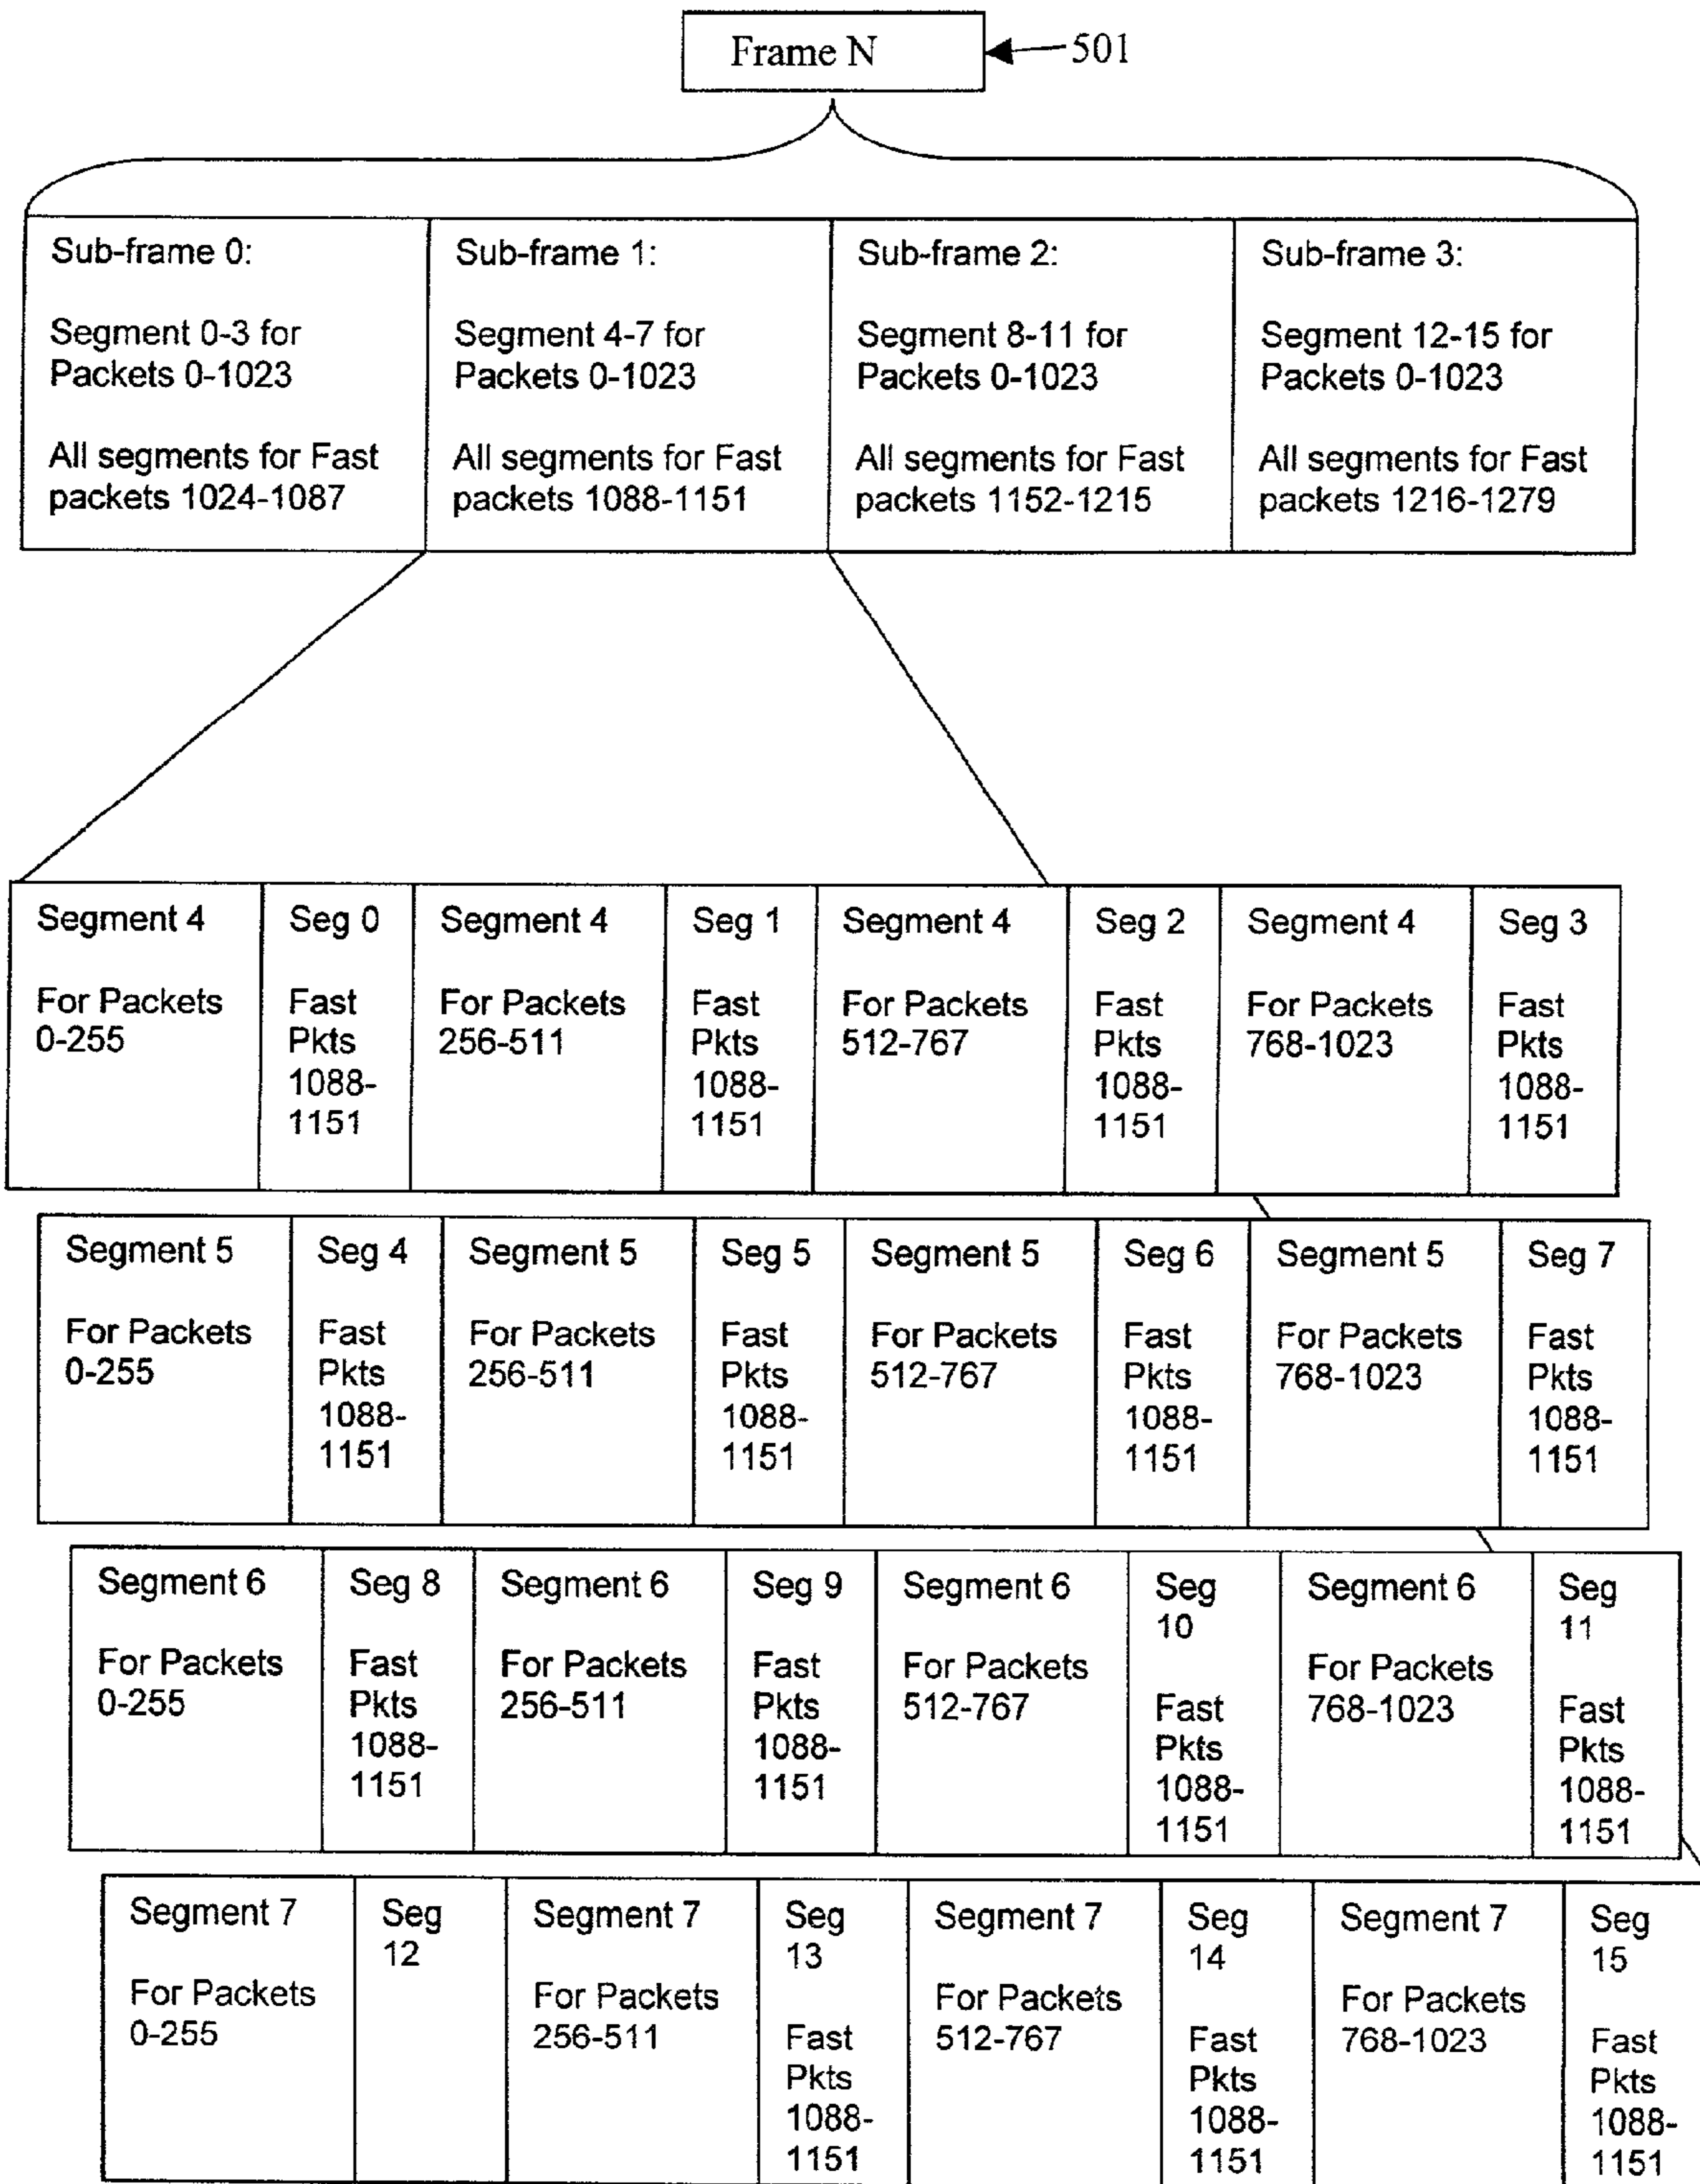 Frame N
501
Sub-frame 0:
Segment 0-3 for
Packets 0-1023
All segments for Fast
packets 1024-1087
Sub-frame 1:
Segment 4-7 for
Packets 0-1023
All segments for Fast
packets 1088-1151
Sub-frame 2:
Segment 8-11 for
Packets 0-1023
All segments for Fast
packets 1152-1215
Sub-frame 3:
Segment 12-15 for
Packets 0-1023
All segments for Fast
packets 1216-1279
Segment 4
For Packets
0-255
Seg 0
Fast
Pkts
1088-
1151
Segment 4
For Packets
256-511
Seg 1
Fast
Pkts
1088-
1151
Segment 4
For Packets
512-767
Seg 2
Fast
Pkts
1088-
1151
Segment 4
For Packets
768-1023
Seg 3
Fast
Pkts
1088-
1151
Segment 5
For Packets
0-255
Seg 4
Fast
Pkts
1088-
1151
Segment 5
For Packets
256-511
Seg 5
Fast
Pkts
1088-
1151
Segment 5
For Packets
512-767
Seg 6
Fast
Pkts
1088-
1151
Segment 5
For Packets
768-1023
Seg 7
Fast
Pkts
1088-
1151
Segment 6
For Packets
0-255
Seg 8
Fast
Pkts
1088-
1151
Segment 6
For Packets
256-511
Seg 9
Fast
Pkts
1088-
1151
Segment 6
For Packets
512-767
Seg
10
Fast
Pkts
1088-
1151
Segment 6
For Packets
768-1023
Seg
11
Fast
Pkts
1088-
1151
Segment 7
For Packets
0-255
Seg
12
Segment 7
For Packets
256-511
Seg
13
Fast
Pkts
1088-
1151
Segment 7
For Packets
512-767
Seg
14
Fast
Pkts
1088-
1151
Segment 7
For Packets
768-1023
Seg
15
Fast
Pkts
1088-
1151